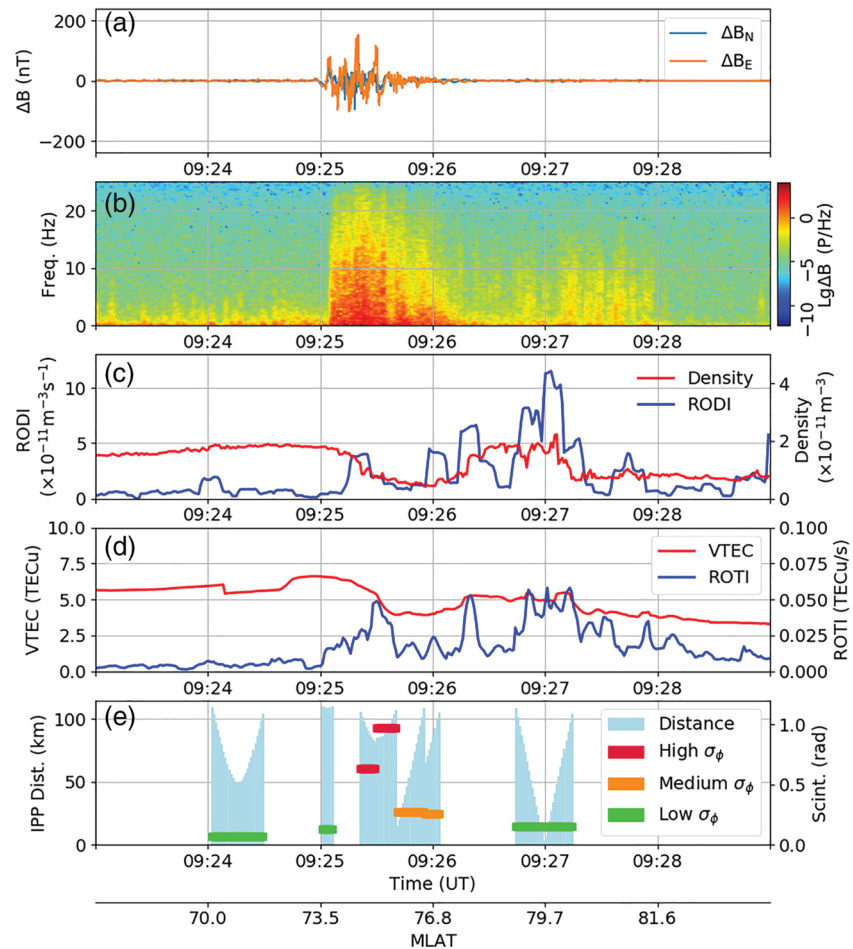 (a)
200
0
−200
ΔB (nT)
ΔB_N
ΔB_E
09:24 09:25 09:26 09:27 09:28
(b)
20
10
0
Freq. (Hz)
0
−5
−10
LgΔB (P/Hz)
09:24 09:25 09:26 09:27 09:28
(c)
10
5
0
RODI
(×10⁻¹¹m⁻³s⁻¹)
Density
RODI
4
2
0
Density
(×10⁻¹¹m⁻³)
09:24 09:25 09:26 09:27 09:28
(d)
10.0
7.5
5.0
2.5
0.0
VTEC (TECu)
VTEC
ROTI
0.100
0.075
0.050
0.025
0.000
ROTI (TECU/s)
09:24 09:25 09:26 09:27 09:28
(e)
100
50
0
IPP Dist. (km)
Distance
High σ_ϕ
Medium σ_ϕ
Low σ_ϕ
1.0
0.5
0.0
Scint. (rad)
09:24 09:25 09:26 09:27 09:28
Time (UT)
70.0 73.5 76.8 79.7 81.6
MLAT